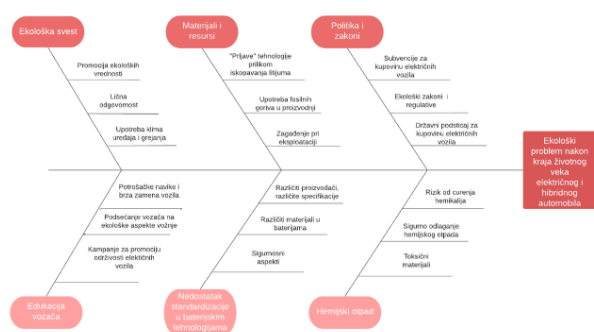 Ekološka svest
Materijali i
resursi
Politika i
zakoni
Promocija ekoloških
vrednosti
Lična
odgovornost
Upotreba klima
uređaja i grejanja
"Prljave" tehnologije
prilikom
iskopavanja litijuma
Upotreba fosilnih
goriva u proizvodnji
Zagađenje pri
eksploataciji
Subvencije za
kupovinu električnih
vozila
Ekološki zakoni i
regulative
Državni podsticaj za
kupovinu električnih
vozila
Ekološki
problem nakon
kraja životnog
veka
električnog i
hibridnog
automobila
Potrošačke navike i
brza zamena vozila
Podsećanje vozača na
ekološke aspekte vožnje
Kampanje za promociju
održivosti električnih
vozila
Različiti proizvođači,
različite specifikacije
Različiti materijali u
baterijama
Sigurnosni
aspekti
Rizik od curenja
hemikalija
Sigurno odlaganje
hemijskog otpada
Toksični
materijali
Edukacija
vozača
Nedostatak
standardizacije
u baterijskim
tehnologijama
Hemijski otpad